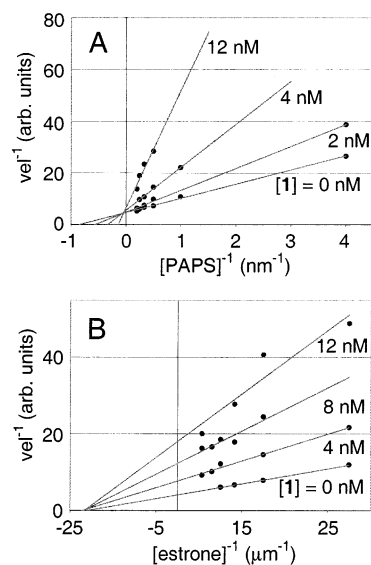 A
80
60
40
20
0
12 nM
4 nM
2 nM
[1] = 0 nM
-1 0 1 2 3 4
vel⁻¹ (arb. units)
[PAPS]⁻¹ (nm⁻¹)
B
40
20
0
12 nM
8 nM
4 nM
[1] = 0 nM
-25 -5 15 25
vel⁻¹ (arb. units)
[estrone]⁻¹ (µm⁻¹)